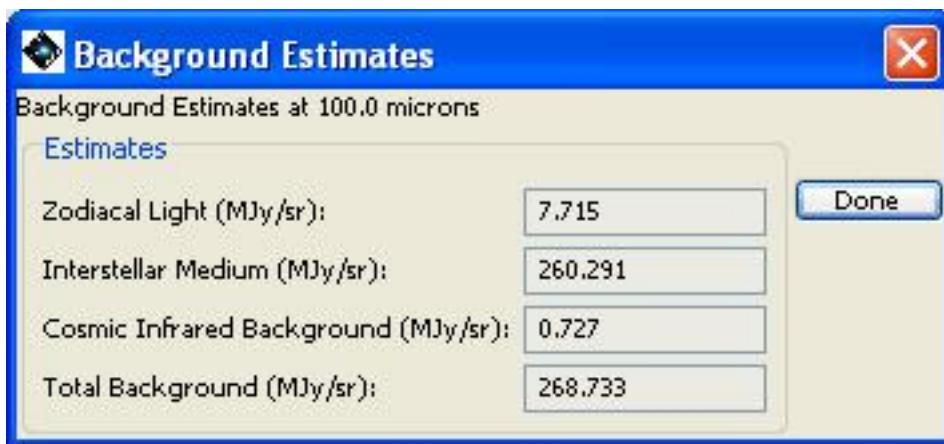 Background Estimates
Background Estimates at 100.0 microns
Estimates
Zodiacal Light (MJy/sr): 7.715
Done
Interstellar Medium (MJy/sr): 260.291
Cosmic Infrared Background (MJy/sr): 0.727
Total Background (MJy/sr): 268.733